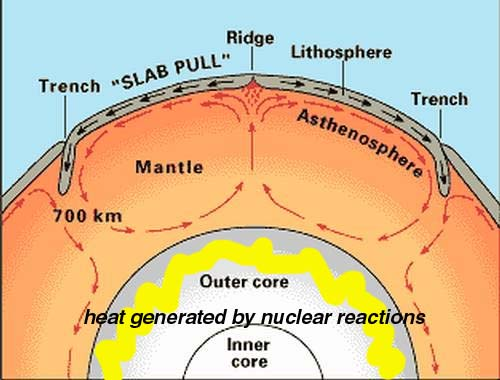 Ridge
Lithosphere
"SLAB PULL"
Trench
Trench
Asthenosphere
Mantle
700 km
Outer core
heat generated by nuclear reactions
Inner
core